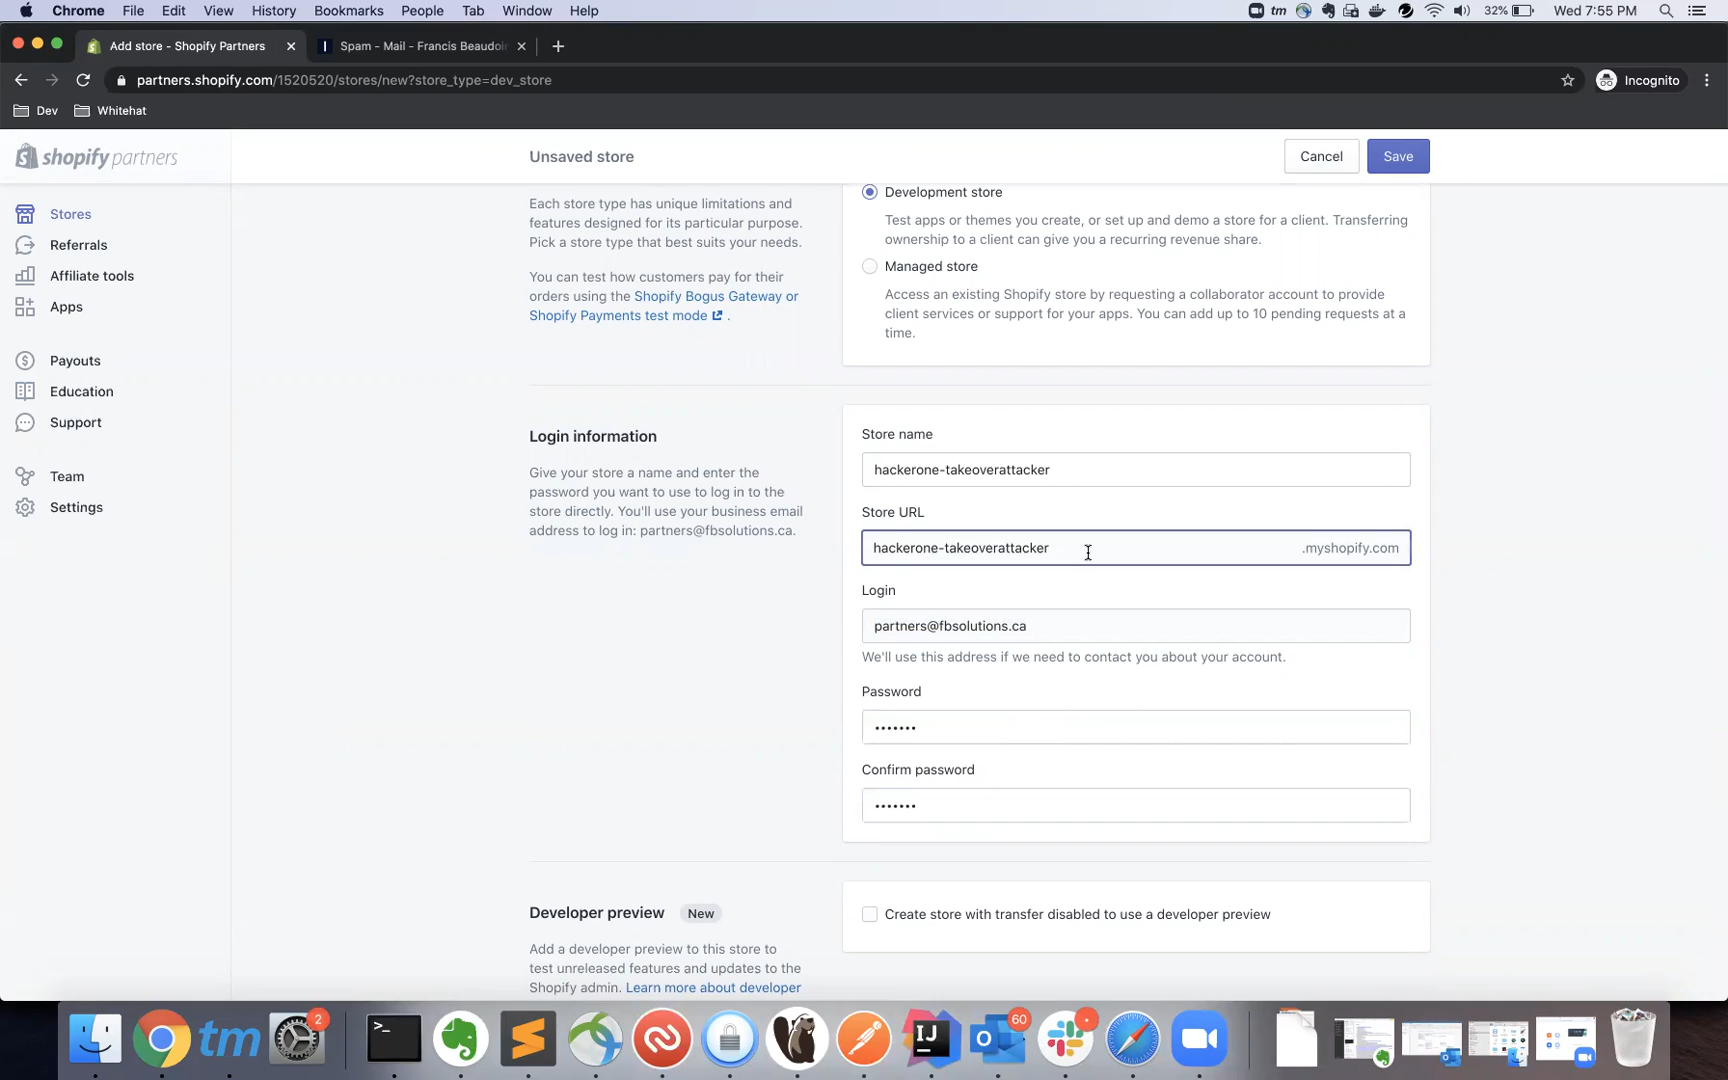 Chrome File Edit View History Bookmarks People Tab Window Help
tm 32% Wed 7:55 PM
Add store - Shopify Partners
Spam - Mail - Francis Beaudoin
partners.shopify.com/1520520/stores/new?store_type=dev_store
Incognito
Dev Whitehat
shopify partners
Unsaved store
Cancel
Save
Stores
Referrals
Affiliate tools
Apps
Payouts
Education
Support
Team
Settings
Each store type has unique limitations and
features designed for its particular purpose.
Pick a store type that best suits your needs.
You can test how customers pay for their
orders using the Shopify Bogus Gateway or
Shopify Payments test mode .
Development store
Test apps or themes you create, or set up and demo a store for a client. Transferring
ownership to a client can give you a recurring revenue share.
Managed store
Access an existing Shopify store by requesting a collaborator account to provide
client services or support for your apps. You can add up to 10 pending requests at a
time.
Login information
Give your store a name and enter the
password you want to use to log in to the
store directly. You'll use your business email
address to log in: partners@fbsolutions.ca.
Store name
hackerone-takeoverattacker
Store URL
hackerone-takeoverattacker .myshopify.com
Login
partners@fbsolutions.ca
We'll use this address if we need to contact you about your account.
Password
•••••••
Confirm password
•••••••
Developer preview New
Add a developer preview to this store to
test unreleased features and updates to the
Shopify admin. Learn more about developer
Create store with transfer disabled to use a developer preview
tm 2 >_ IJ 60